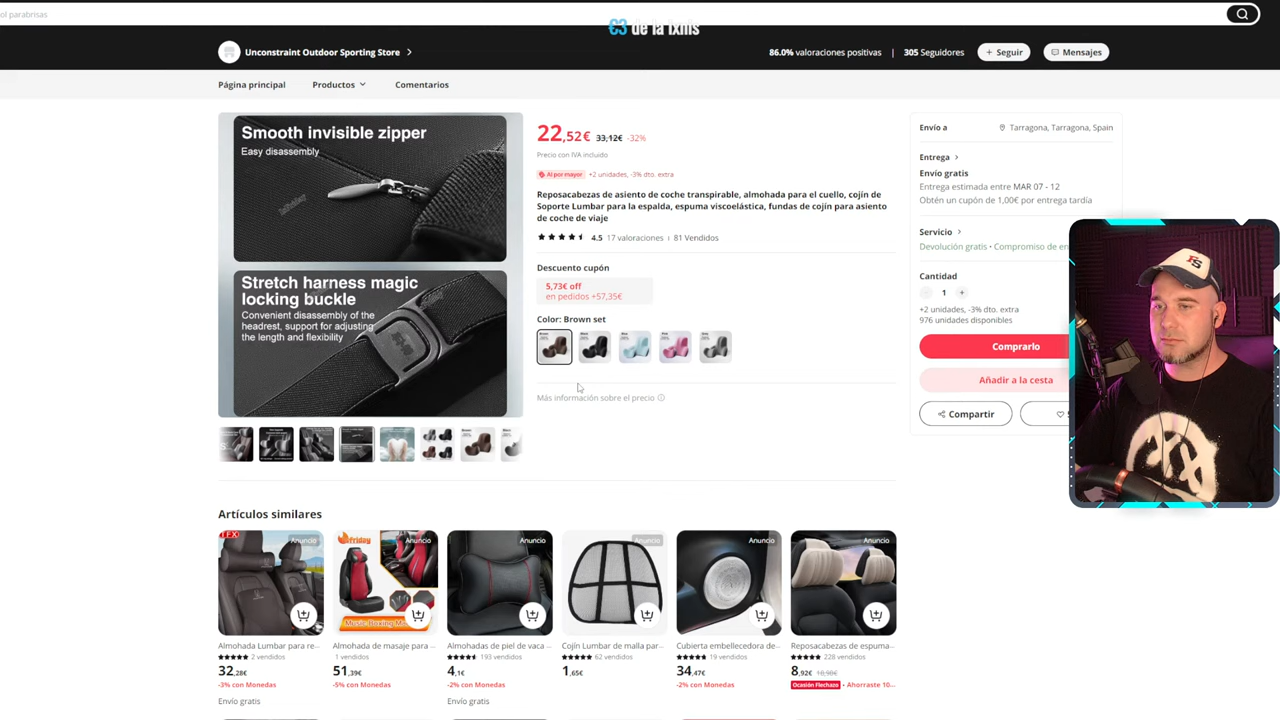 ol parabrisas
Unconstraint Outdoor Sporting Store
86.0% valoraciones positivas | 305 Seguidores
+ Seguir
Mensajes
Página principal
Productos
Comentarios
Smooth invisible zipper
Easy disassembly
Stretch harness magic
locking buckle
Convenient disassembly of the
headrest, support for adjusting
the length and flexibility
22,52€ 33,12€ -32%
Precio con IVA incluido
Al por mayor +2 unidades, -3% dto. extra
Reposacabezas de asiento de coche transpirable, almohada para el cuello, cojín de
Soporte Lumbar para la espalda, espuma viscoelástica, fundas de cojín para asiento
de coche de viaje
4.5 17 valoraciones | 81 Vendidos
Descuento cupón
5,73€ off
en pedidos +57,35€
Color: Brown set
Más información sobre el precio
Envío a
Tarragona, Tarragona, Spain
Entrega
Envío gratis
Entrega estimada entre MAR 07 - 12
Obtén un cupón de 1,00€ por entrega tardía
Servicio
Devolución gratis • Compromiso de en
Cantidad
- 1 +
+2 unidades, -3% dto. extra
976 unidades disponibles
Comprarlo
Añadir a la cesta
Compartir
Artículos similares
Anuncio
Anuncio
Anuncio
Anuncio
Anuncio
Anuncio
Almohada Lumbar para re...
2 vendidos
32,28€
-3% con Monedas
Envío gratis
Almohada de masaje para ...
1 vendidos
51,39€
-5% con Monedas
Almohadas de piel de vaca ...
193 vendidos
4,1€
-2% con Monedas
Envío gratis
Cojín Lumbar de malla par...
62 vendidos
1,65€
Cubierta embellecedora de...
19 vendidos
34,47€
-2% con Monedas
Reposacabezas de espuma...
228 vendidos
8,92€
Ocasión Flechazo • Ahorraste 10...